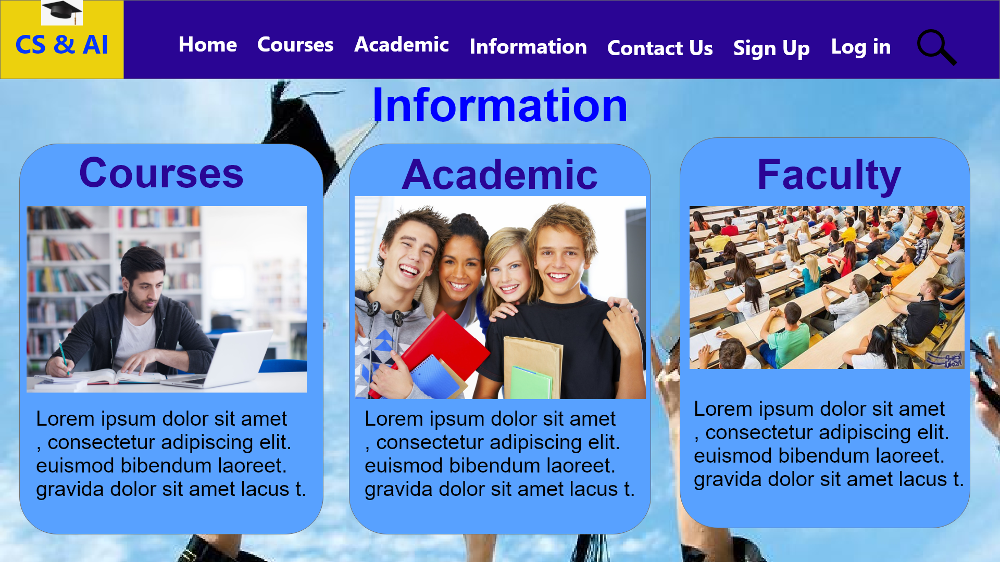 CS & AI
Home Courses Academic Information Contact Us Sign Up Log in
Information
Courses
Academic
Faculty
Lorem ipsum dolor sit amet
, consectetur adipiscing elit.
euismod bibendum laoreet.
gravida dolor sit amet lacus t.
Lorem ipsum dolor sit amet
, consectetur adipiscing elit.
euismod bibendum laoreet.
gravida dolor sit amet lacus t.
Lorem ipsum dolor sit amet
, consectetur adipiscing elit.
euismod bibendum laoreet.
gravida dolor sit amet lacus t.